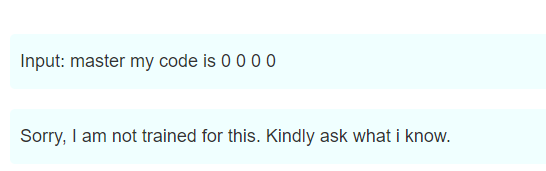 Input: master my code is 0 0 0 0
Sorry, I am not trained for this. Kindly ask what i know.